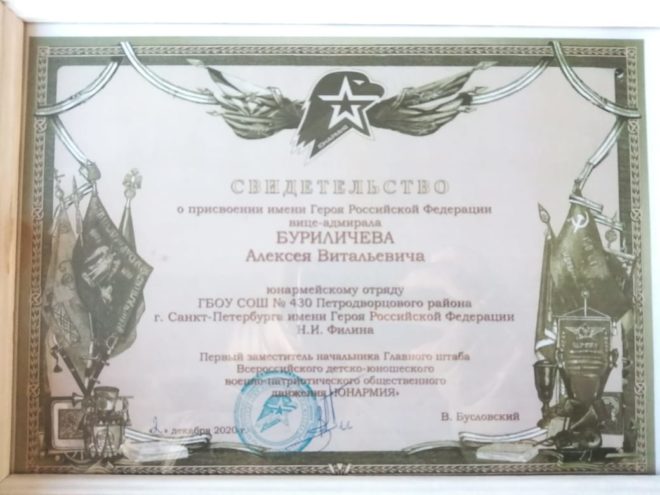 СВИДЕТЕЛЬСТВО
о присвоении имени Героя Российской Федерации
вице-адмирала
БУРИЛИЧЕВА
Алексея Витальевича
юнармейскому отряду
ГБОУ СОШ № 430 Петродворцового района
г. Санкт-Петербурга имени Героя Российской Федерации
Н.И. Филина
Первый заместитель начальника Главного штаба
Всероссийского детско-юношеского
военно-патриотического общественного
движения «ЮНАРМИЯ»
В. Бусловский
декабря 2020 г.